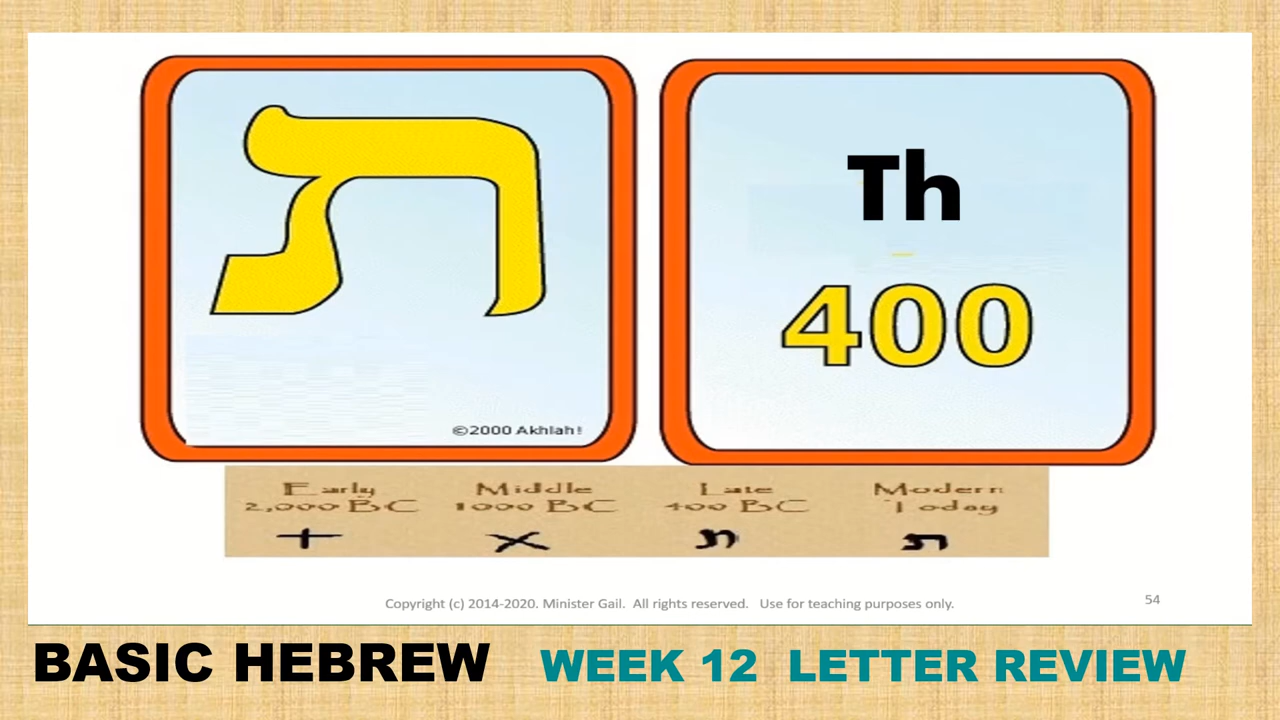 ת
Th
400
©2000 Akhlah!
Early Middle Late Modern
2,000 BC 1000 BC 400 BC Today
+ × ת ת
Copyright (c) 2014-2020. Minister Gail. All rights reserved. Use for teaching purposes only.
54
BASIC HEBREW WEEK 12 LETTER REVIEW